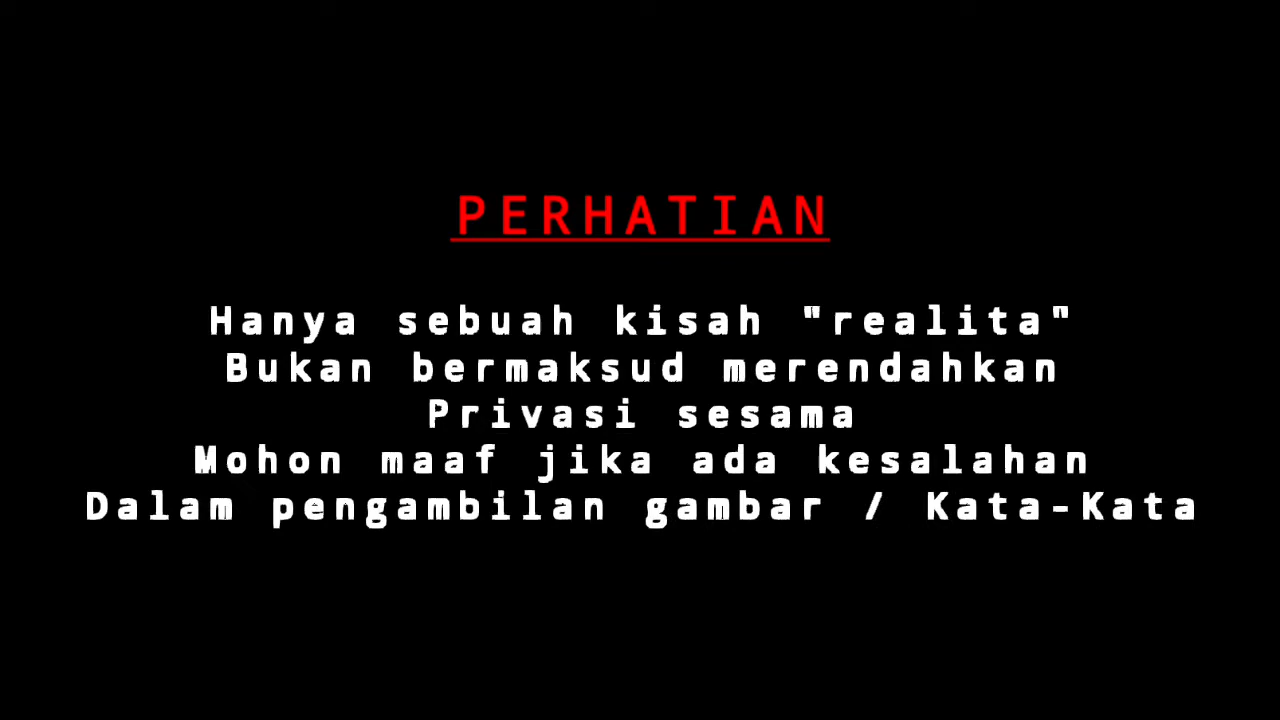 PERHATIAN
Hanya sebuah kisah "realita"
Bukan bermaksud merendahkan
Privasi sesama
Mohon maaf jika ada kesalahan
Dalam pengambilan gambar / Kata-Kata